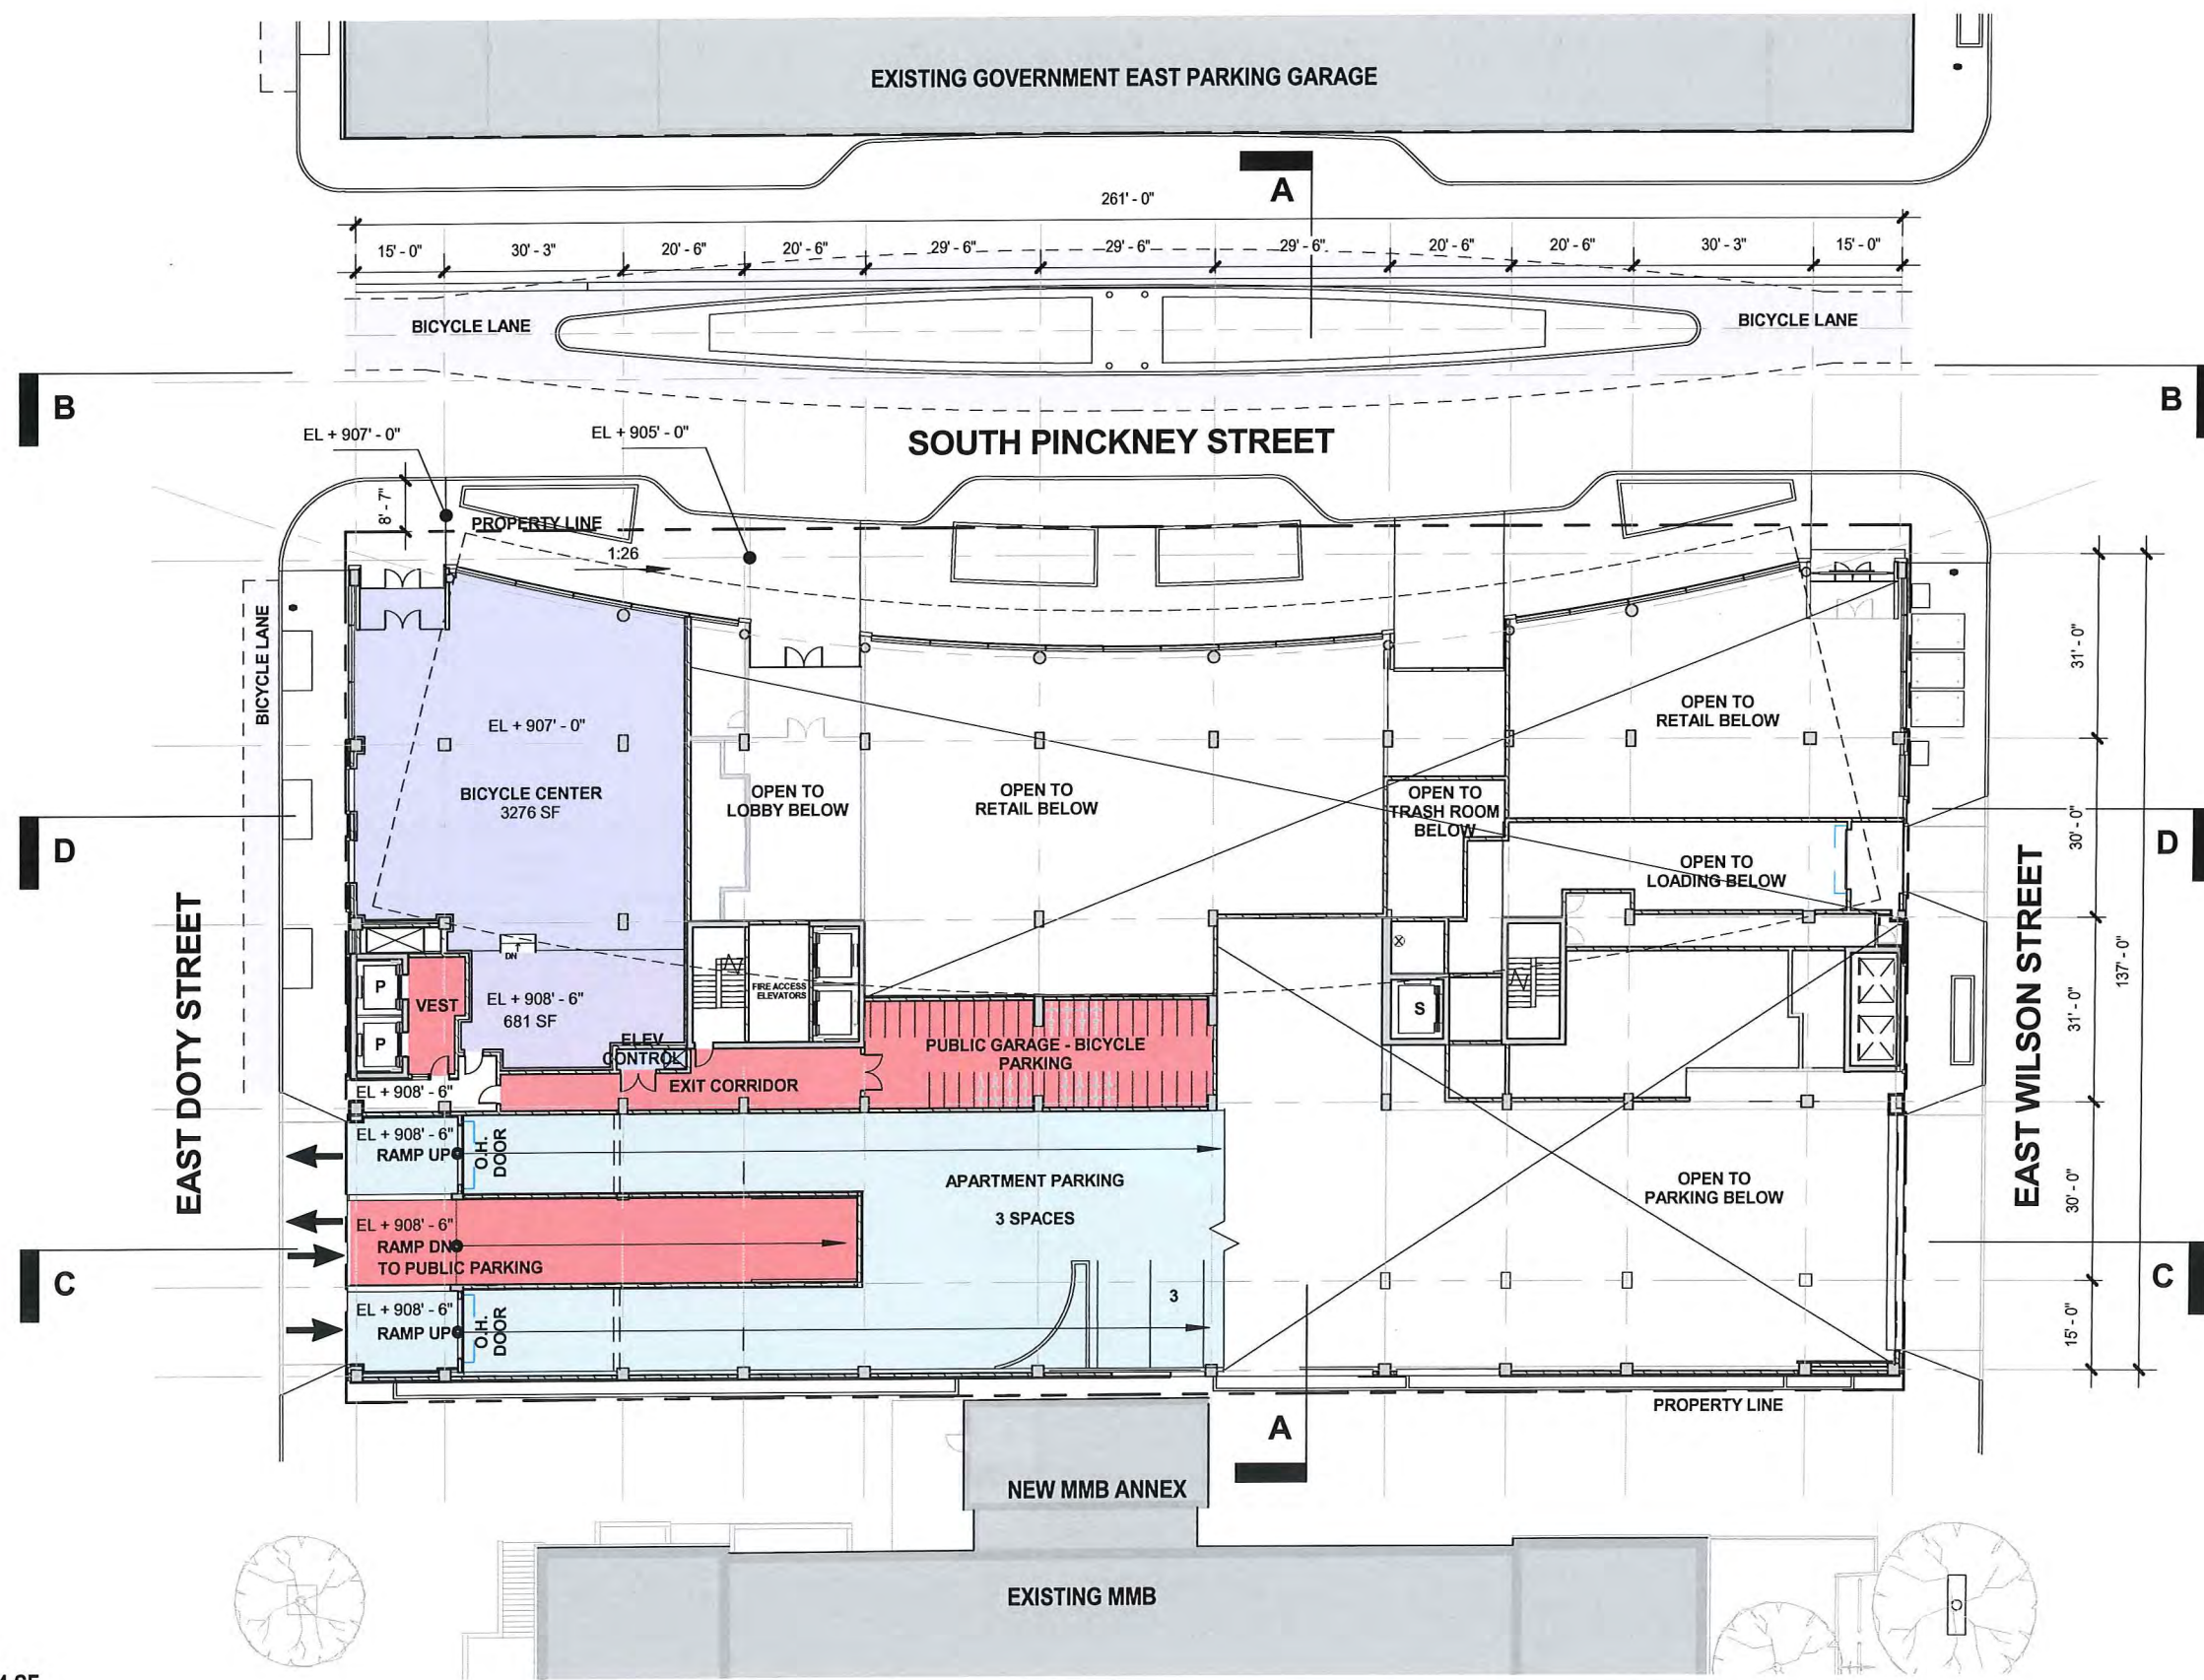 EXISTING GOVERNMENT EAST PARKING GARAGE
A
261' - 0"
15' - 0"
30' - 3"
20' - 6"
20' - 6"
29' - 6"
29' - 6"
29' - 6"
20' - 6"
20' - 6"
30' - 3"
15' - 0"
BICYCLE LANE
BICYCLE LANE
B
B
EL + 907' - 0"
EL + 905' - 0"
SOUTH PINCKNEY STREET
8' - 7"
PROPERTY LINE
1:26
BICYCLE LANE
31' - 0"
EL + 907' - 0"
OPEN TO
RETAIL BELOW
BICYCLE CENTER
3276 SF
OPEN TO
LOBBY BELOW
OPEN TO
RETAIL BELOW
OPEN TO
TRASH ROOM
BELOW
30' - 0"
D
D
OPEN TO
LOADING BELOW
EAST DOTY STREET
EAST WILSON STREET
DN
137' - 0"
P
VEST
EL + 908' - 6"
681 SF
FIRE ACCESS
ELEVATORS
S
31' - 0"
P
ELEV
CONTROL
PUBLIC GARAGE - BICYCLE
PARKING
EXIT CORRIDOR
EL + 908' - 6"
EL + 908' - 6"
RAMP UP
O.H.
DOOR
APARTMENT PARKING
3 SPACES
OPEN TO
PARKING BELOW
30' - 0"
EL + 908' - 6"
RAMP DN
TO PUBLIC PARKING
C
C
EL + 908' - 6"
RAMP UP
O.H.
DOOR
3
15' - 0"
PROPERTY LINE
A
NEW MMB ANNEX
EXISTING MMB